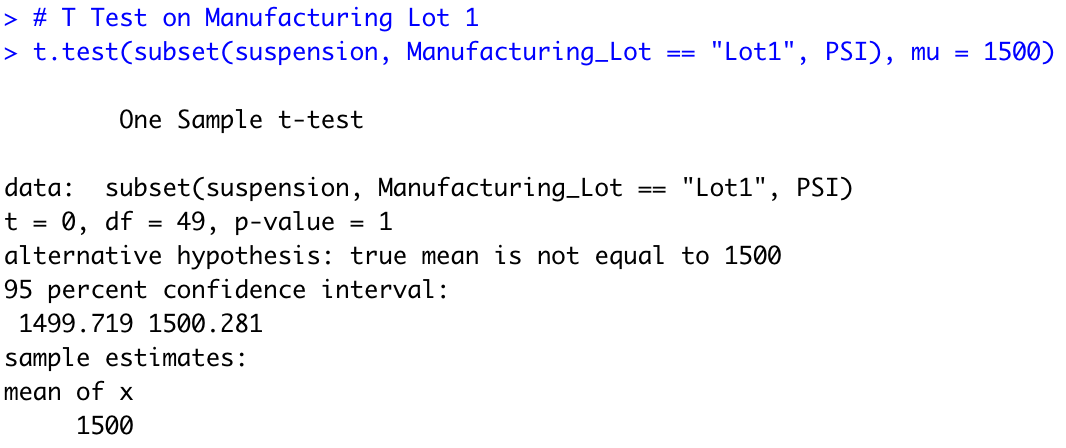 > # T Test on Manufacturing Lot 1
> t.test(subset(suspension, Manufacturing_Lot == "Lot1", PSI), mu = 1500)
One Sample t-test
data:  subset(suspension, Manufacturing_Lot == "Lot1", PSI)
t = 0, df = 49, p-value = 1
alternative hypothesis: true mean is not equal to 1500
95 percent confidence interval:
1499.719 1500.281
sample estimates:
mean of x
1500